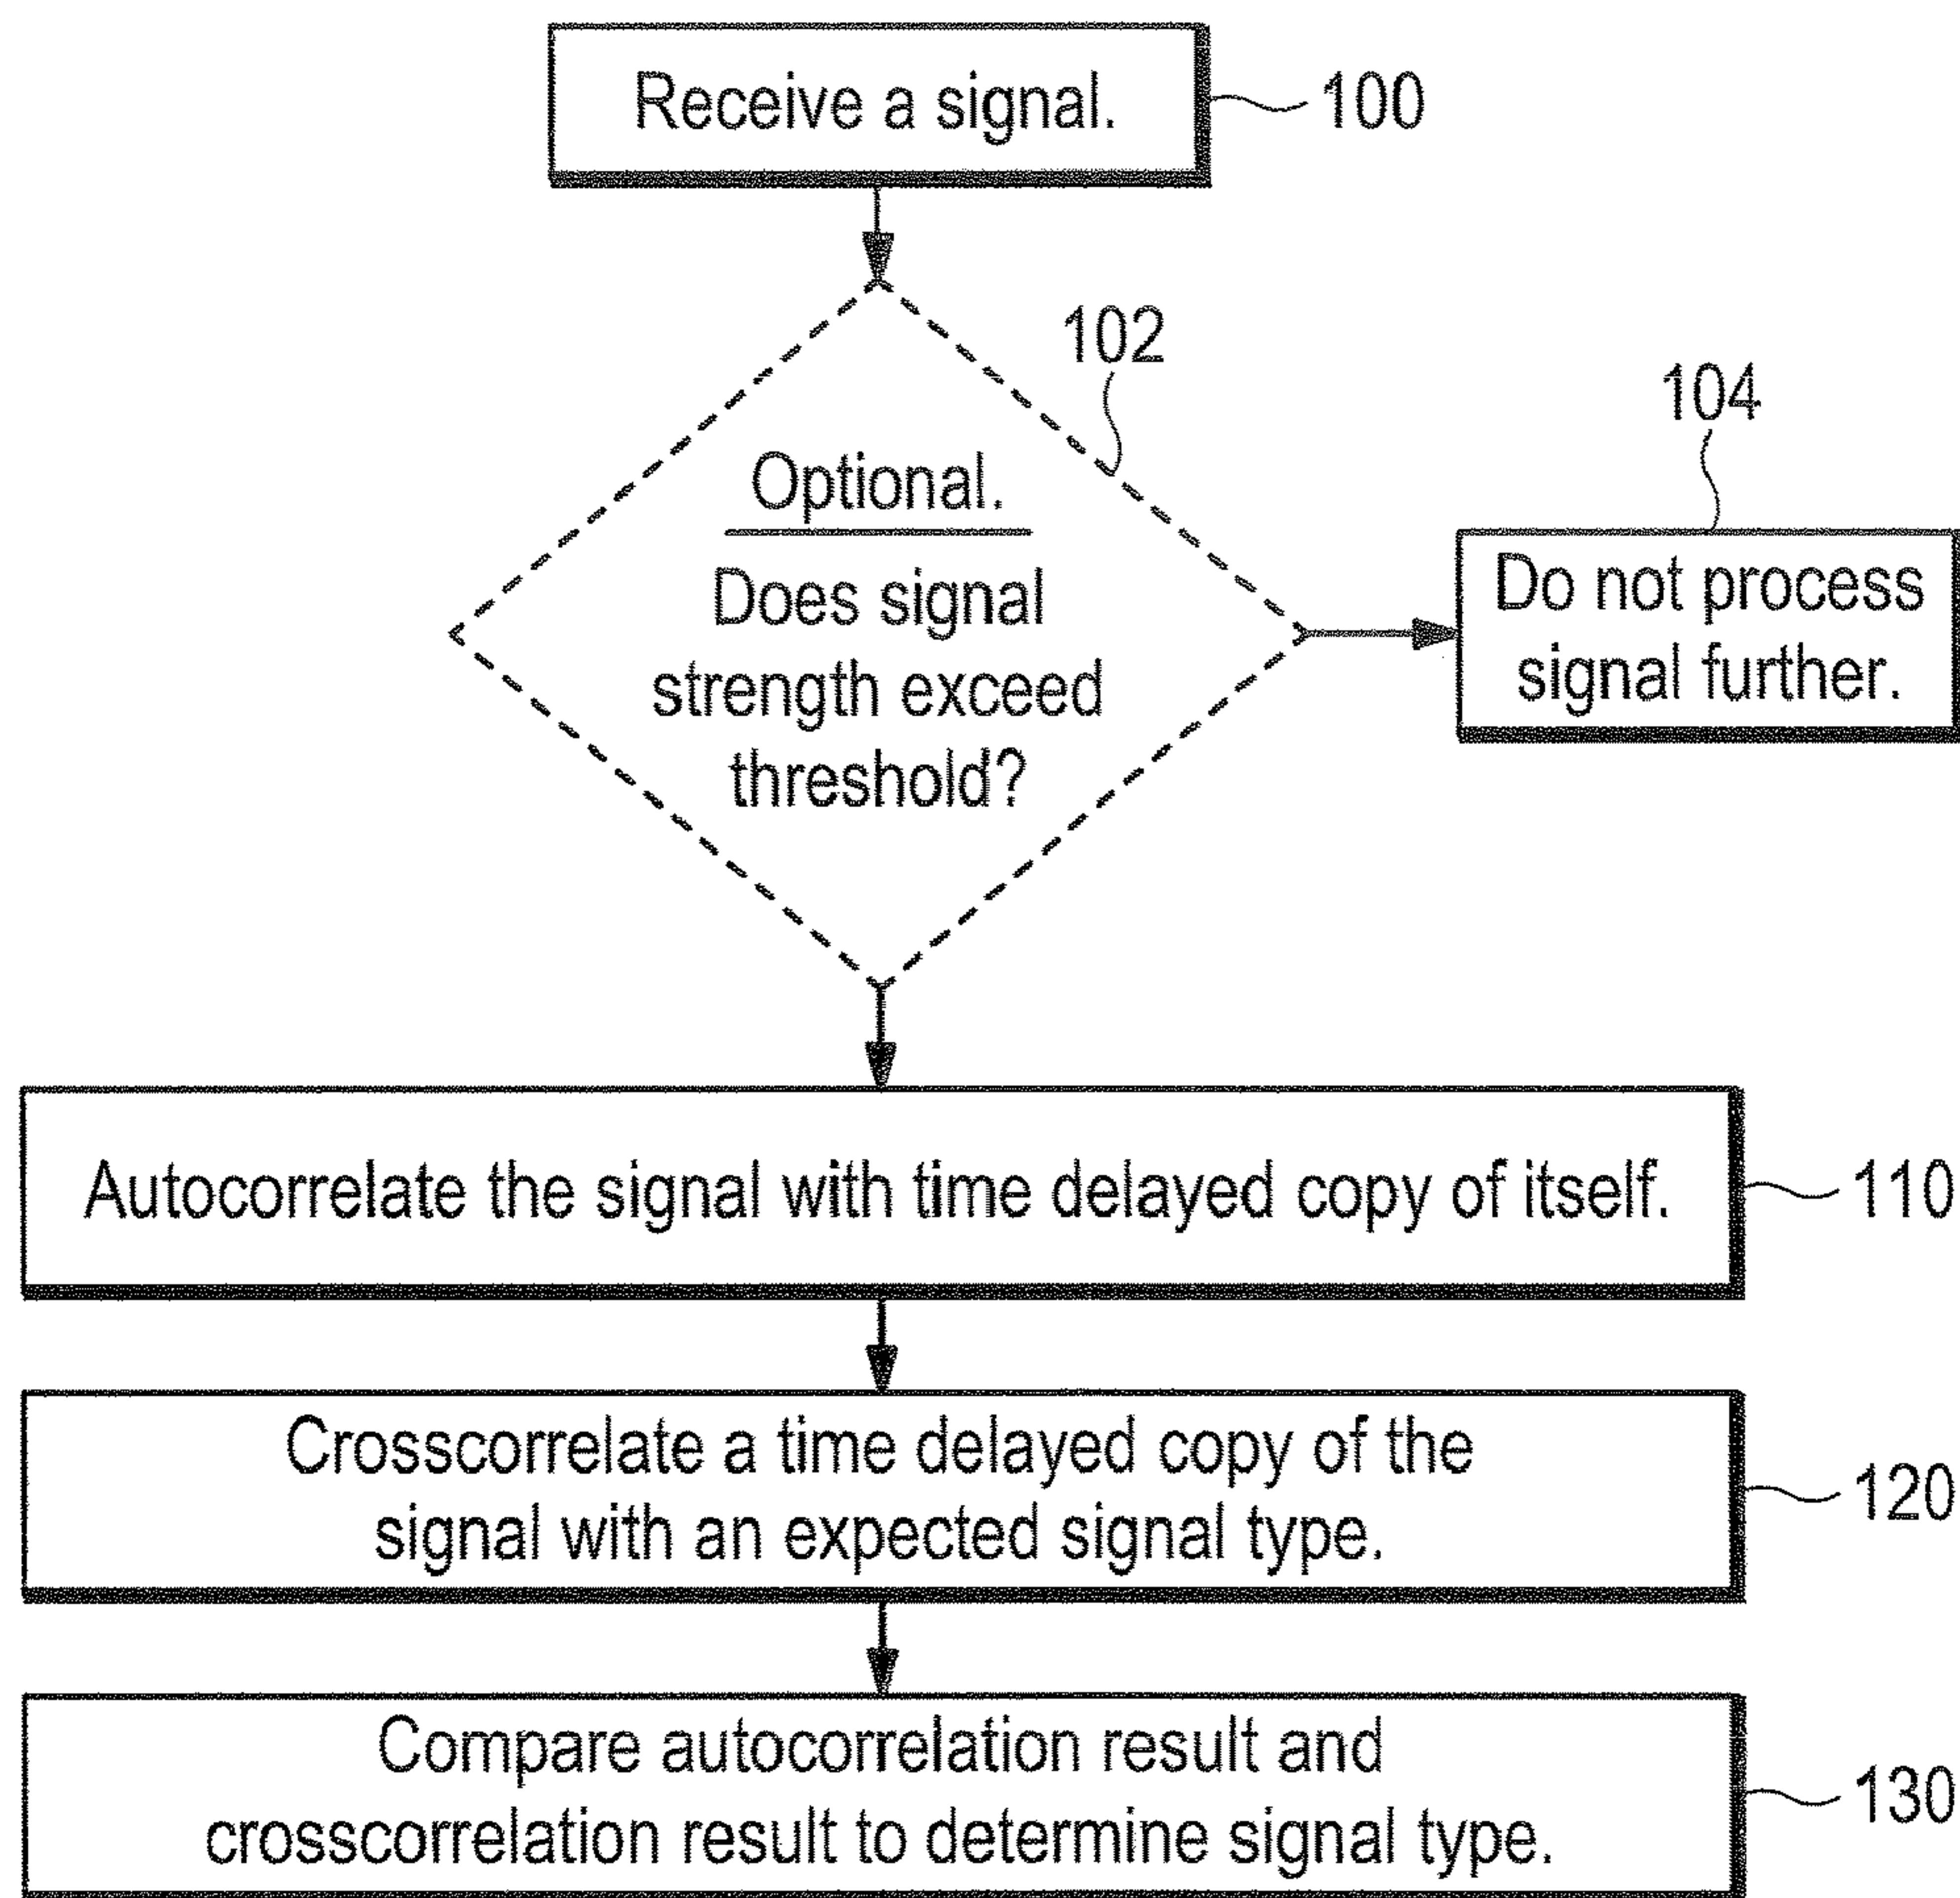 Receive a signal.
100
102
104
Optional.
Does signal
strength exceed
threshold?
Do not process
signal further.
Autocorrelate the signal with time delayed copy of itself.
110
Crosscorrelate a time delayed copy of the
signal with an expected signal type.
120
Compare autocorrelation result and
crosscorrelation result to determine signal type.
130